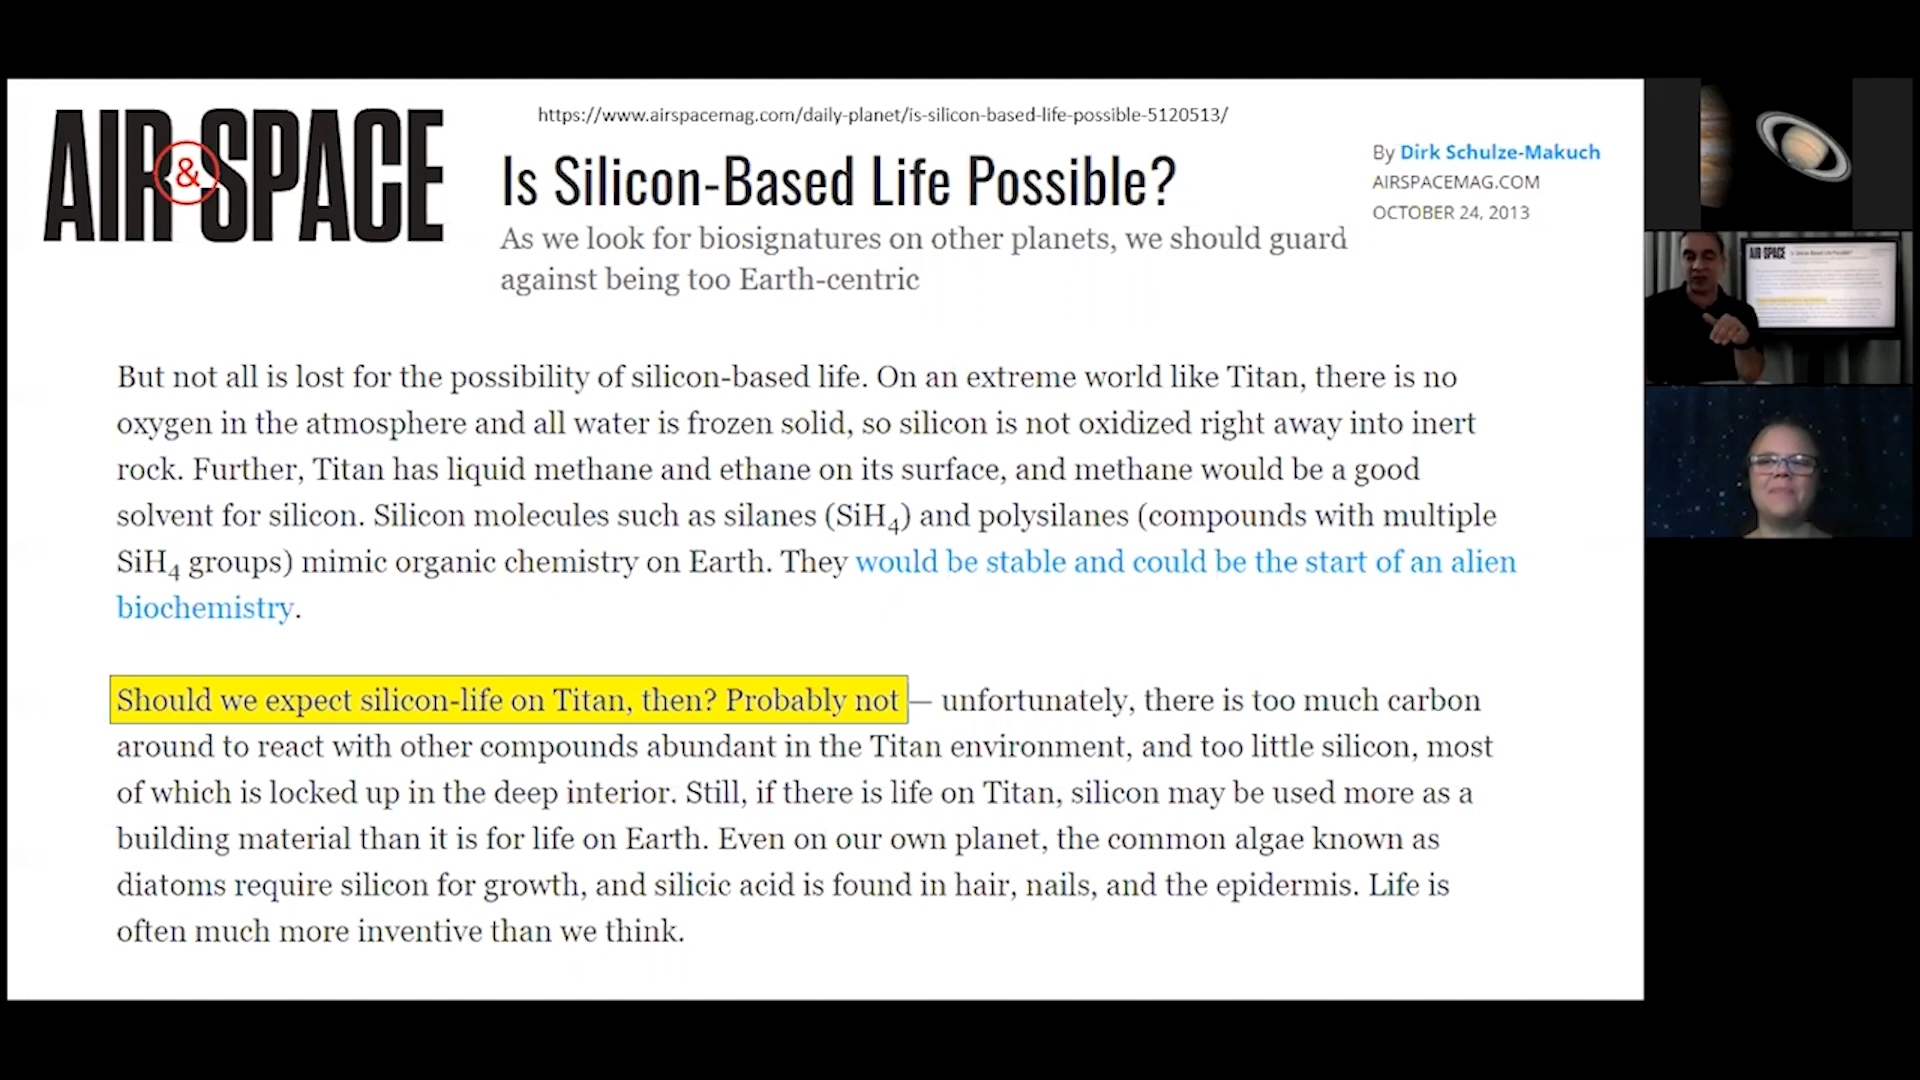 AIR & SPACE
https://www.airspacemag.com/daily-planet/is-silicon-based-life-possible-5120513/
Is Silicon-Based Life Possible?
As we look for biosignatures on other planets, we should guard
against being too Earth-centric
By Dirk Schulze-Makuch
AIRSPACEMAG.COM
OCTOBER 24, 2013
But not all is lost for the possibility of silicon-based life. On an extreme world like Titan, there is no
oxygen in the atmosphere and all water is frozen solid, so silicon is not oxidized right away into inert
rock. Further, Titan has liquid methane and ethane on its surface, and methane would be a good
solvent for silicon. Silicon molecules such as silanes (SiH₄) and polysilanes (compounds with multiple
SiH₄ groups) mimic organic chemistry on Earth. They would be stable and could be the start of an alien
biochemistry.
Should we expect silicon-life on Titan, then? Probably not — unfortunately, there is too much carbon
around to react with other compounds abundant in the Titan environment, and too little silicon, most
of which is locked up in the deep interior. Still, if there is life on Titan, silicon may be used more as a
building material than it is for life on Earth. Even on our own planet, the common algae known as
diatoms require silicon for growth, and silicic acid is found in hair, nails, and the epidermis. Life is
often much more inventive than we think.
AIR SPACE
Is Silicon-Based Life Possible?